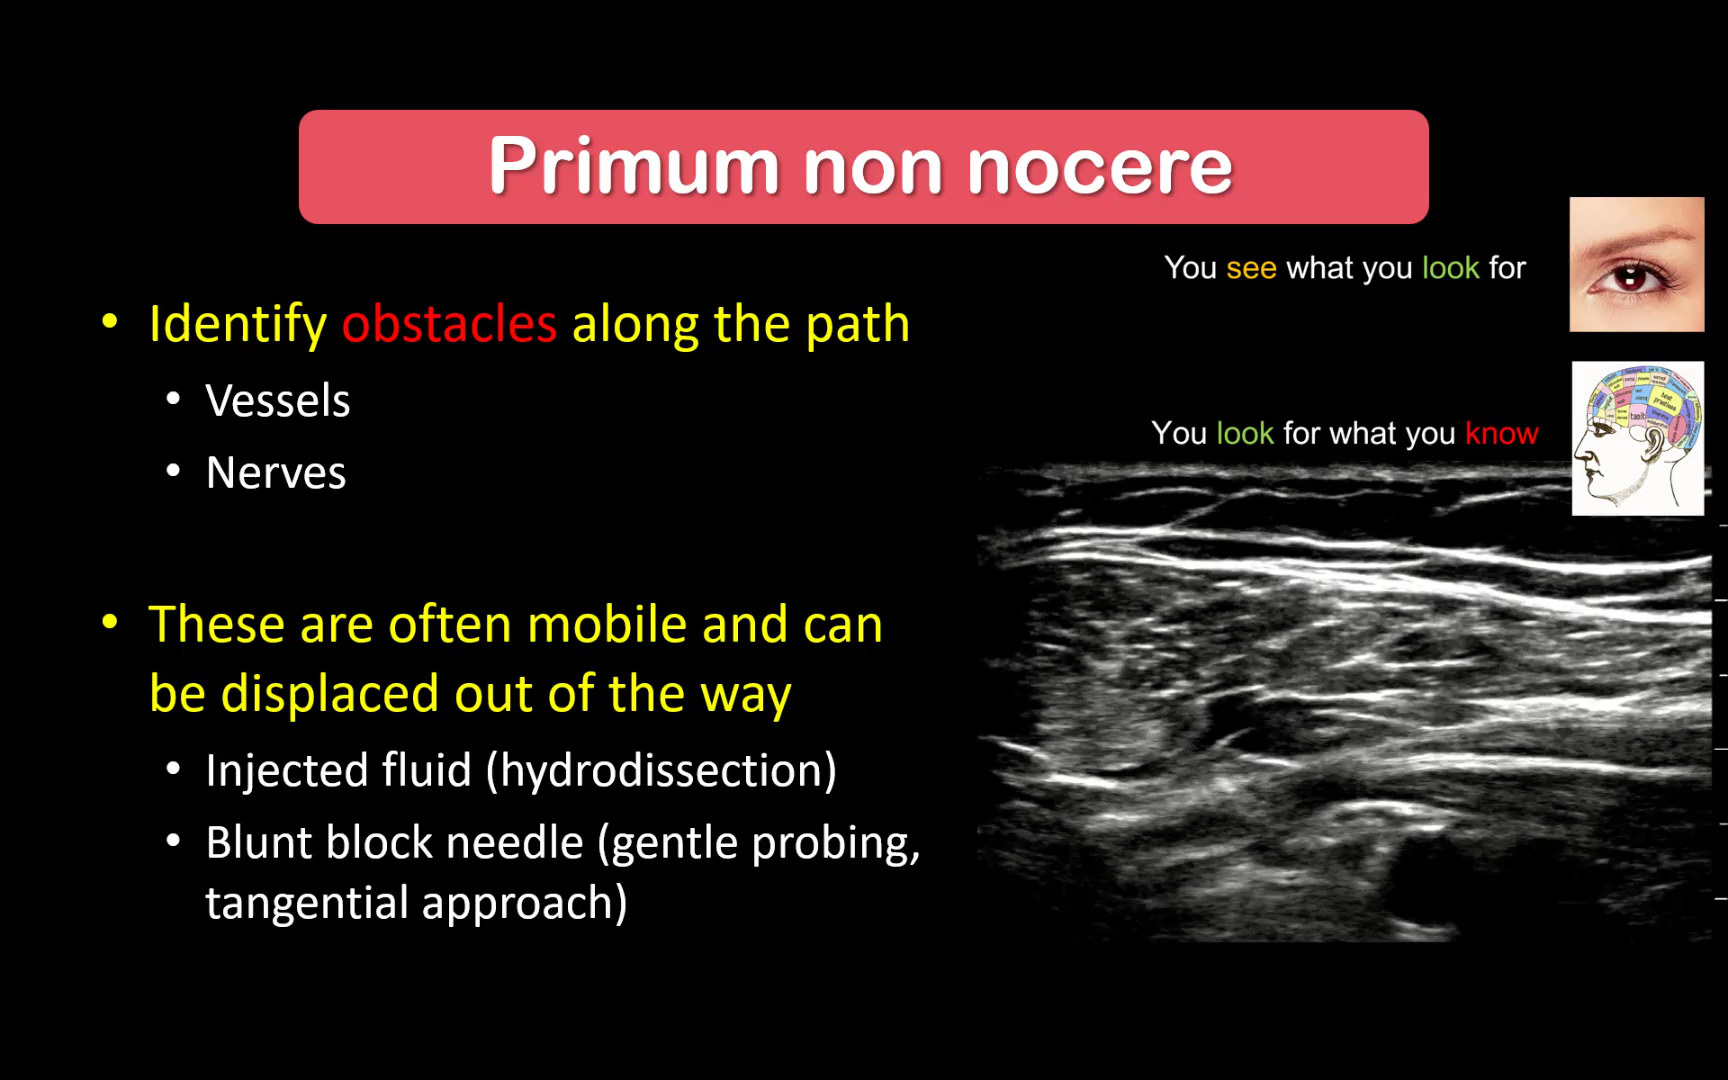 Primum non nocere
You see what you look for
• Identify obstacles along the path
• Vessels
You look for what you know
• Nerves
• These are often mobile and can
be displaced out of the way
• Injected fluid (hydrodissection)
• Blunt block needle (gentle probing,
tangential approach)